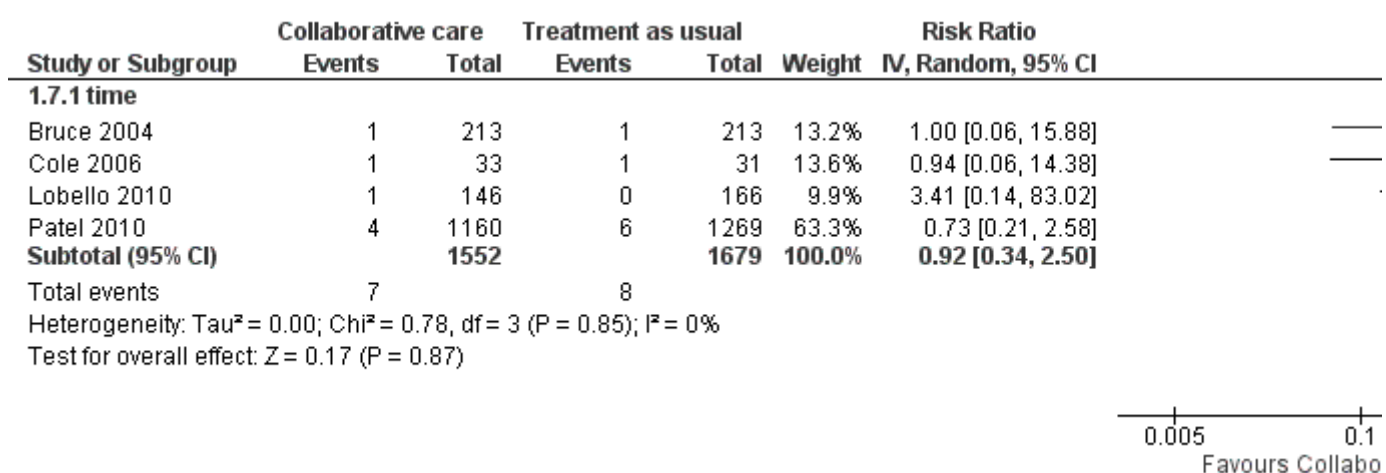 Collaborative care Treatment as usual Risk Ratio
Study or Subgroup Events Total Events Total Weight IV, Random, 95% CI
1.7.1 time
Bruce 2004 1 213 1 213 13.2% 1.00 [0.06, 15.88]
Cole 2006 1 33 1 31 13.6% 0.94 [0.06, 14.38]
Lobello 2010 1 146 0 166 9.9% 3.41 [0.14, 83.02]
Patel 2010 4 1160 6 1269 63.3% 0.73 [0.21, 2.58]
Subtotal (95% CI) 1552 1679 100.0% 0.92 [0.34, 2.50]
Total events 7 8
Heterogeneity: Tau² = 0.00; Chi² = 0.78, df = 3 (P = 0.85); I² = 0%
Test for overall effect: Z = 0.17 (P = 0.87)
0.005 0.1
Favours Collabo